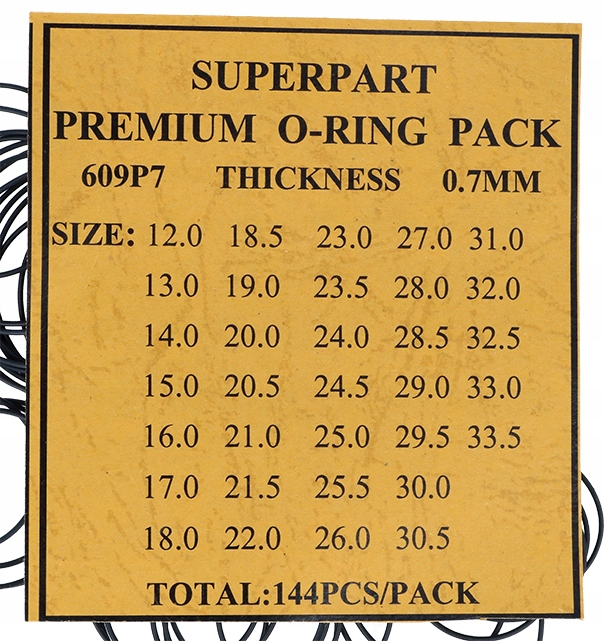 SUPERPART
PREMIUM O-RING PACK
609P7 THICKNESS 0.7MM
SIZE: 12.0 18.5 23.0 27.0 31.0
13.0 19.0 23.5 28.0 32.0
14.0 20.0 24.0 28.5 32.5
15.0 20.5 24.5 29.0 33.0
16.0 21.0 25.0 29.5 33.5
17.0 21.5 25.5 30.0
18.0 22.0 26.0 30.5
TOTAL:144PCS/PACK